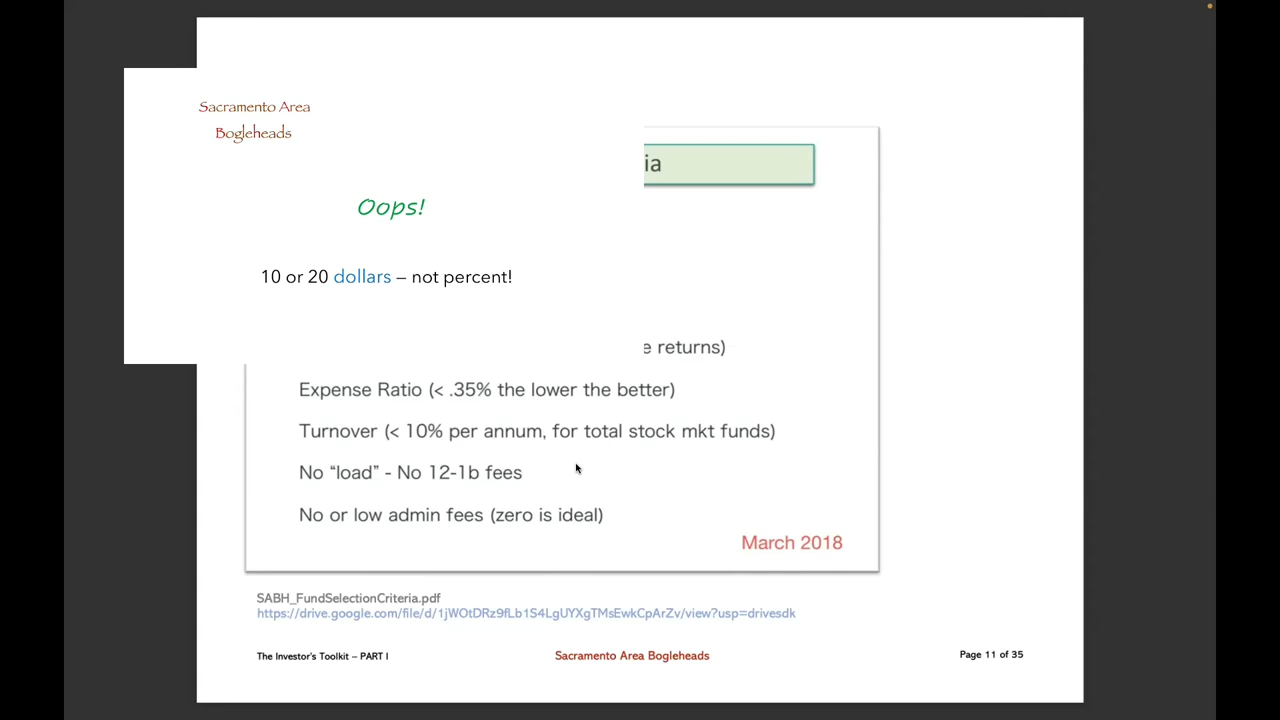 Sacramento Area
Bogleheads
ia
Oops!
10 or 20 dollars – not percent!
e returns)
Expense Ratio (< .35% the lower the better)
Turnover (< 10% per annum, for total stock mkt funds)
No “load” - No 12-1b fees
No or low admin fees (zero is ideal)
March 2018
SABH_FundSelectionCriteria.pdf
https://drive.google.com/file/d/1jWOtDRz9fLb1S4LgUYXgTMsEwkCpArZv/view?usp=drivesdk
The Investor's Toolkit – PART I
Sacramento Area Bogleheads
Page 11 of 35